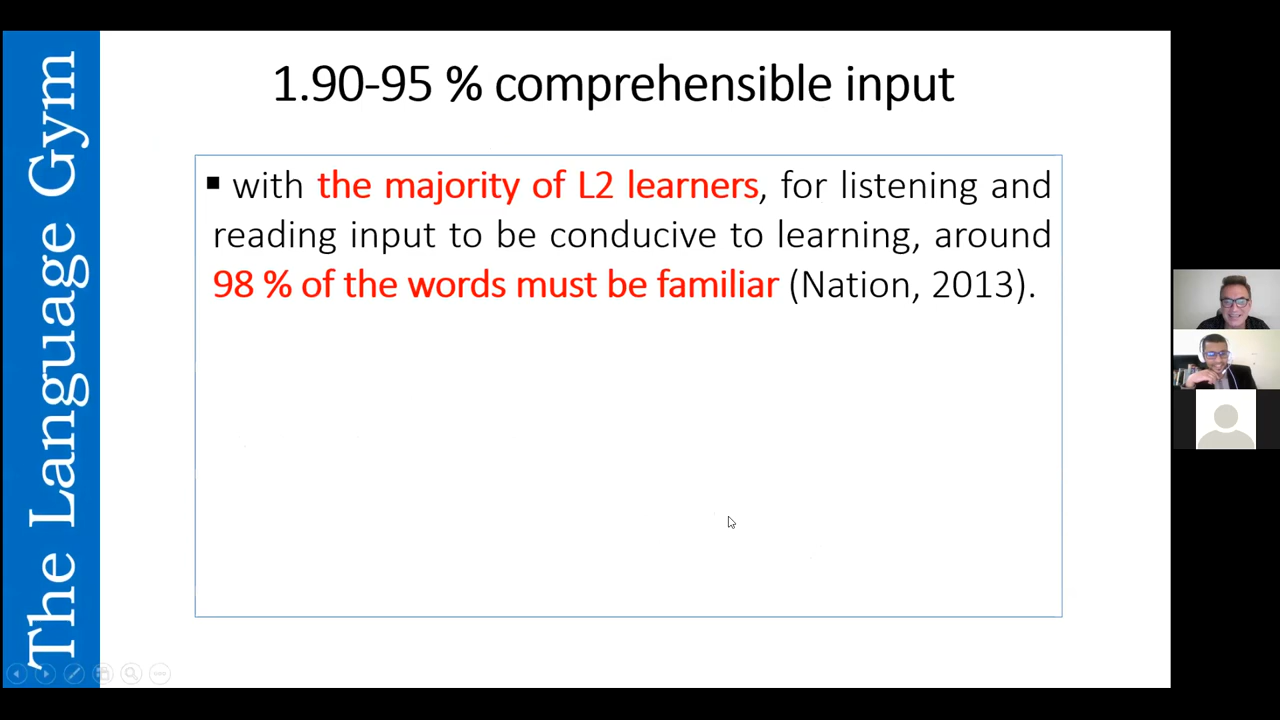 The Language Gym
1.90-95 % comprehensible input
▪ with the majority of L2 learners, for listening and
reading input to be conducive to learning, around
98 % of the words must be familiar (Nation, 2013).